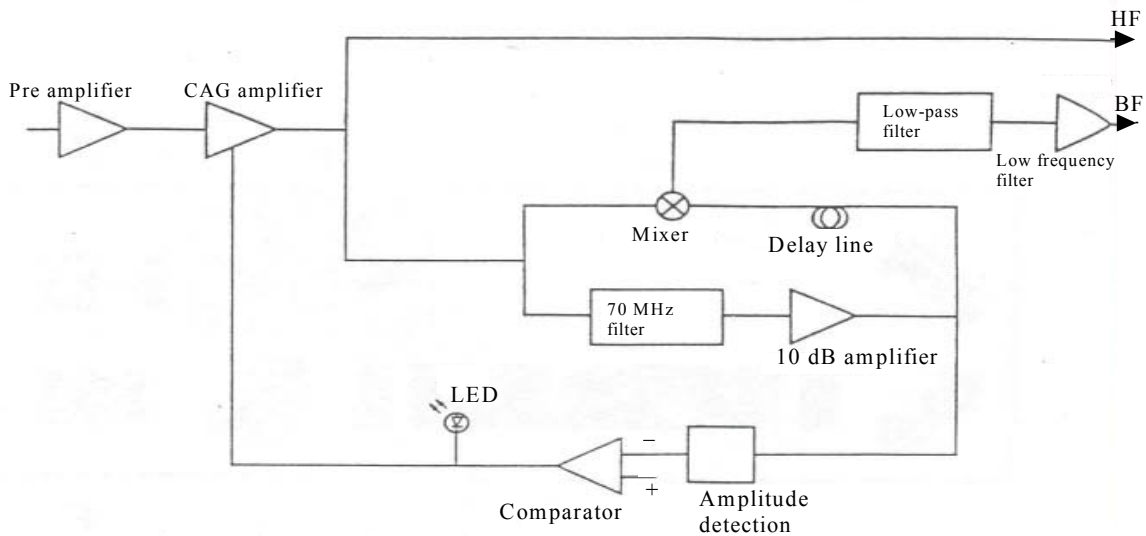 HF
Pre amplifier
CAG amplifier
Low-pass
filter
BF
Low frequency
filter
Mixer
Delay line
70 MHz
filter
10 dB amplifier
LED
−
+
Comparator
Amplitude
detection